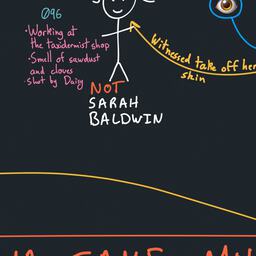 096
•Working at
the taxidermist shop
•Smell of sawdust
and cloves
•Shot by Daisy
Witnessed take off her
skin
NOT
SARAH
BALDWIN